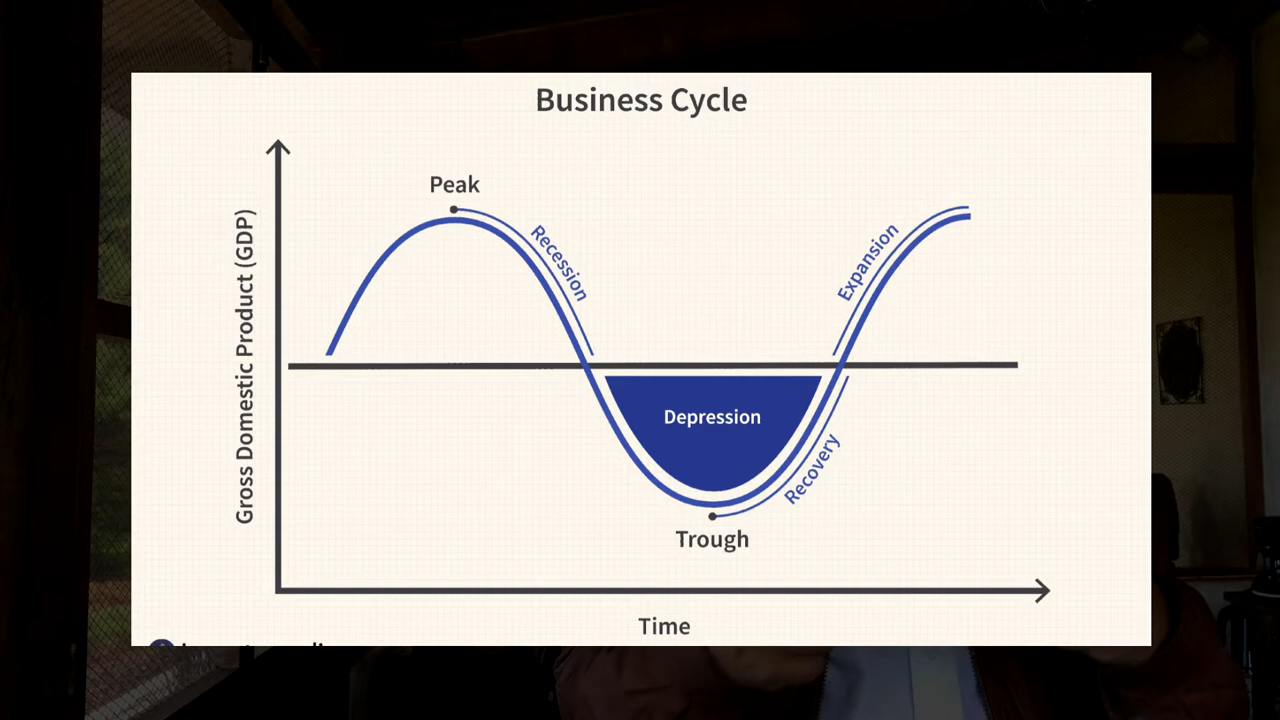 Business Cycle
Peak
Recession
Expansion
Gross Domestic Product (GDP)
Depression
Recovery
Trough
Time